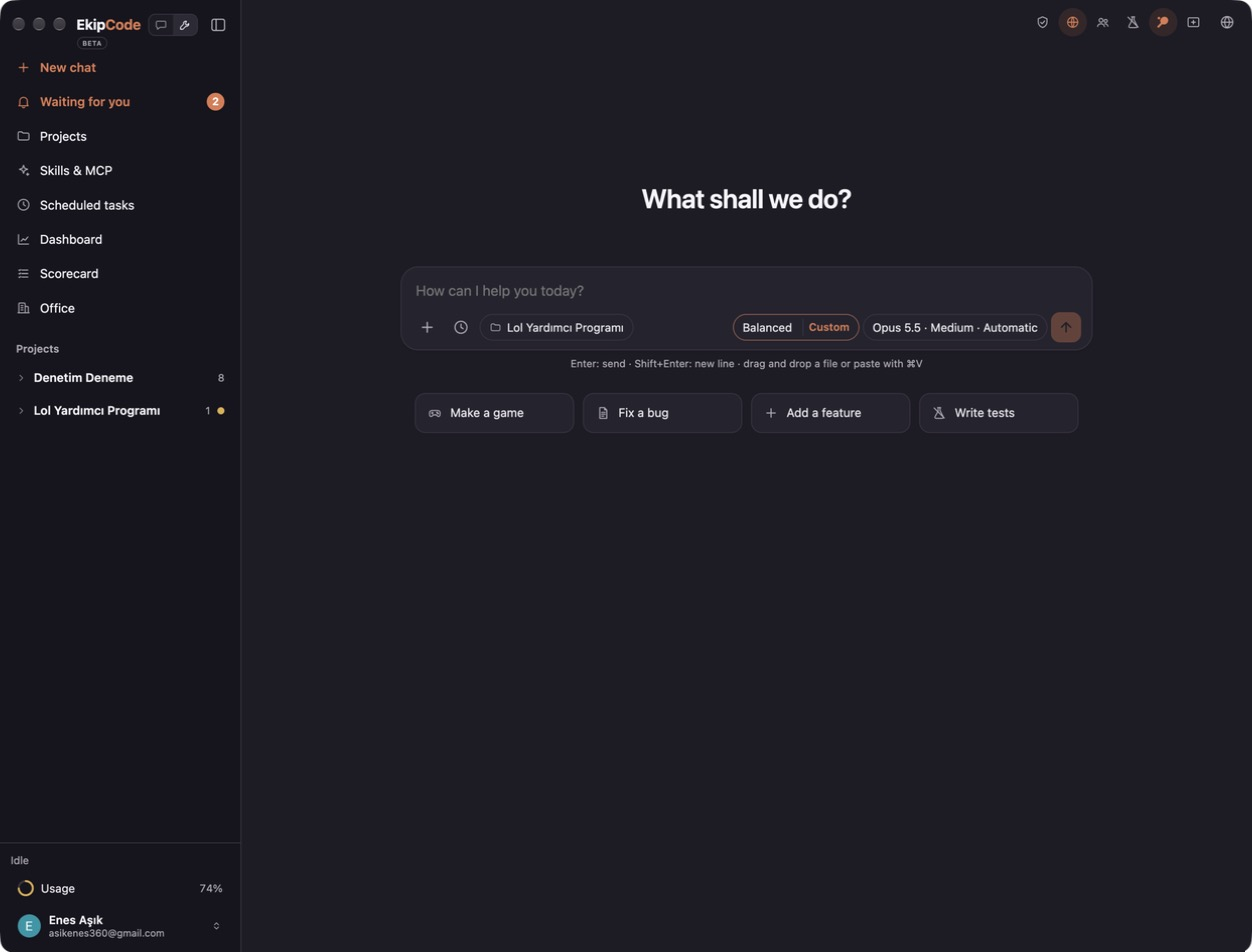 EkipCode
BETA
New chat
Waiting for you 2
Projects
Skills & MCP
Scheduled tasks
Dashboard
Scorecard
Office
Projects
Denetim Deneme 8
Lol Yardımcı Programı 1
Idle
Usage 74%
E
Enes Aşık
asikenes360@gmail.com
What shall we do?
How can I help you today?
Lol Yardımcı Programı Balanced Custom Opus 5.5 · Medium · Automatic
Enter: send · Shift+Enter: new line · drag and drop a file or paste with ⌘V
Make a game Fix a bug Add a feature Write tests